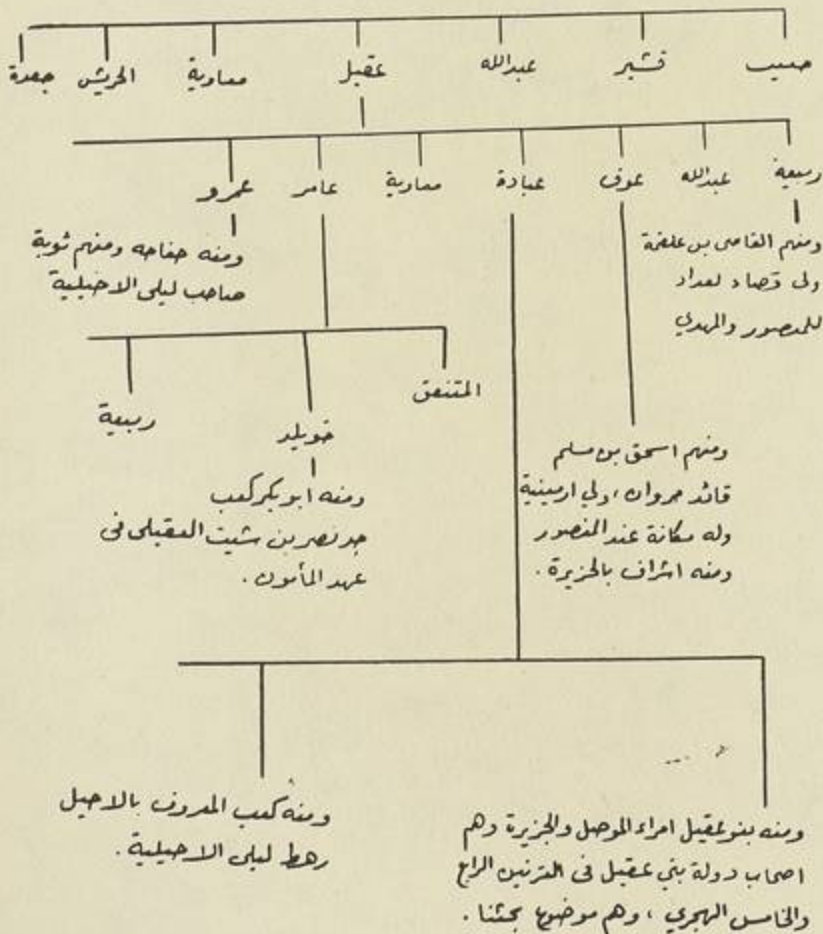 حبيب قشير عبدالله عقيل معاوية الحريش جعدة
ربيعة عبدالله عوف عبادة معاوية عامر عمرو
ومنهم القاضي بن علقمة
ولي قضاء بغداد
للمنصور والمهدي
ومنه خفاجه ومنهم ثوبة
صاحب ليلى الاخيلية
المتنفق خويلد ربيعة
ومنهم اسحق بن مسلم
قائد مروان ، ولي ارمينية
وله مكانة عند المنصور
ومنه اشراف بالجزيرة .
ومنه ابو بكر كعب
جد نصر بن شيت العقيلي في
عهد المأمون .
ومنه بنو عقيل امراء الموصل والجزيرة وهم
اصحاب دولة بني عقيل في القرنين الرابع
والخامس الهجري ، وهم موضوع بحثنا .
ومنه كعب المعروف بالاخيل
رهط ليلى الاخيلية .